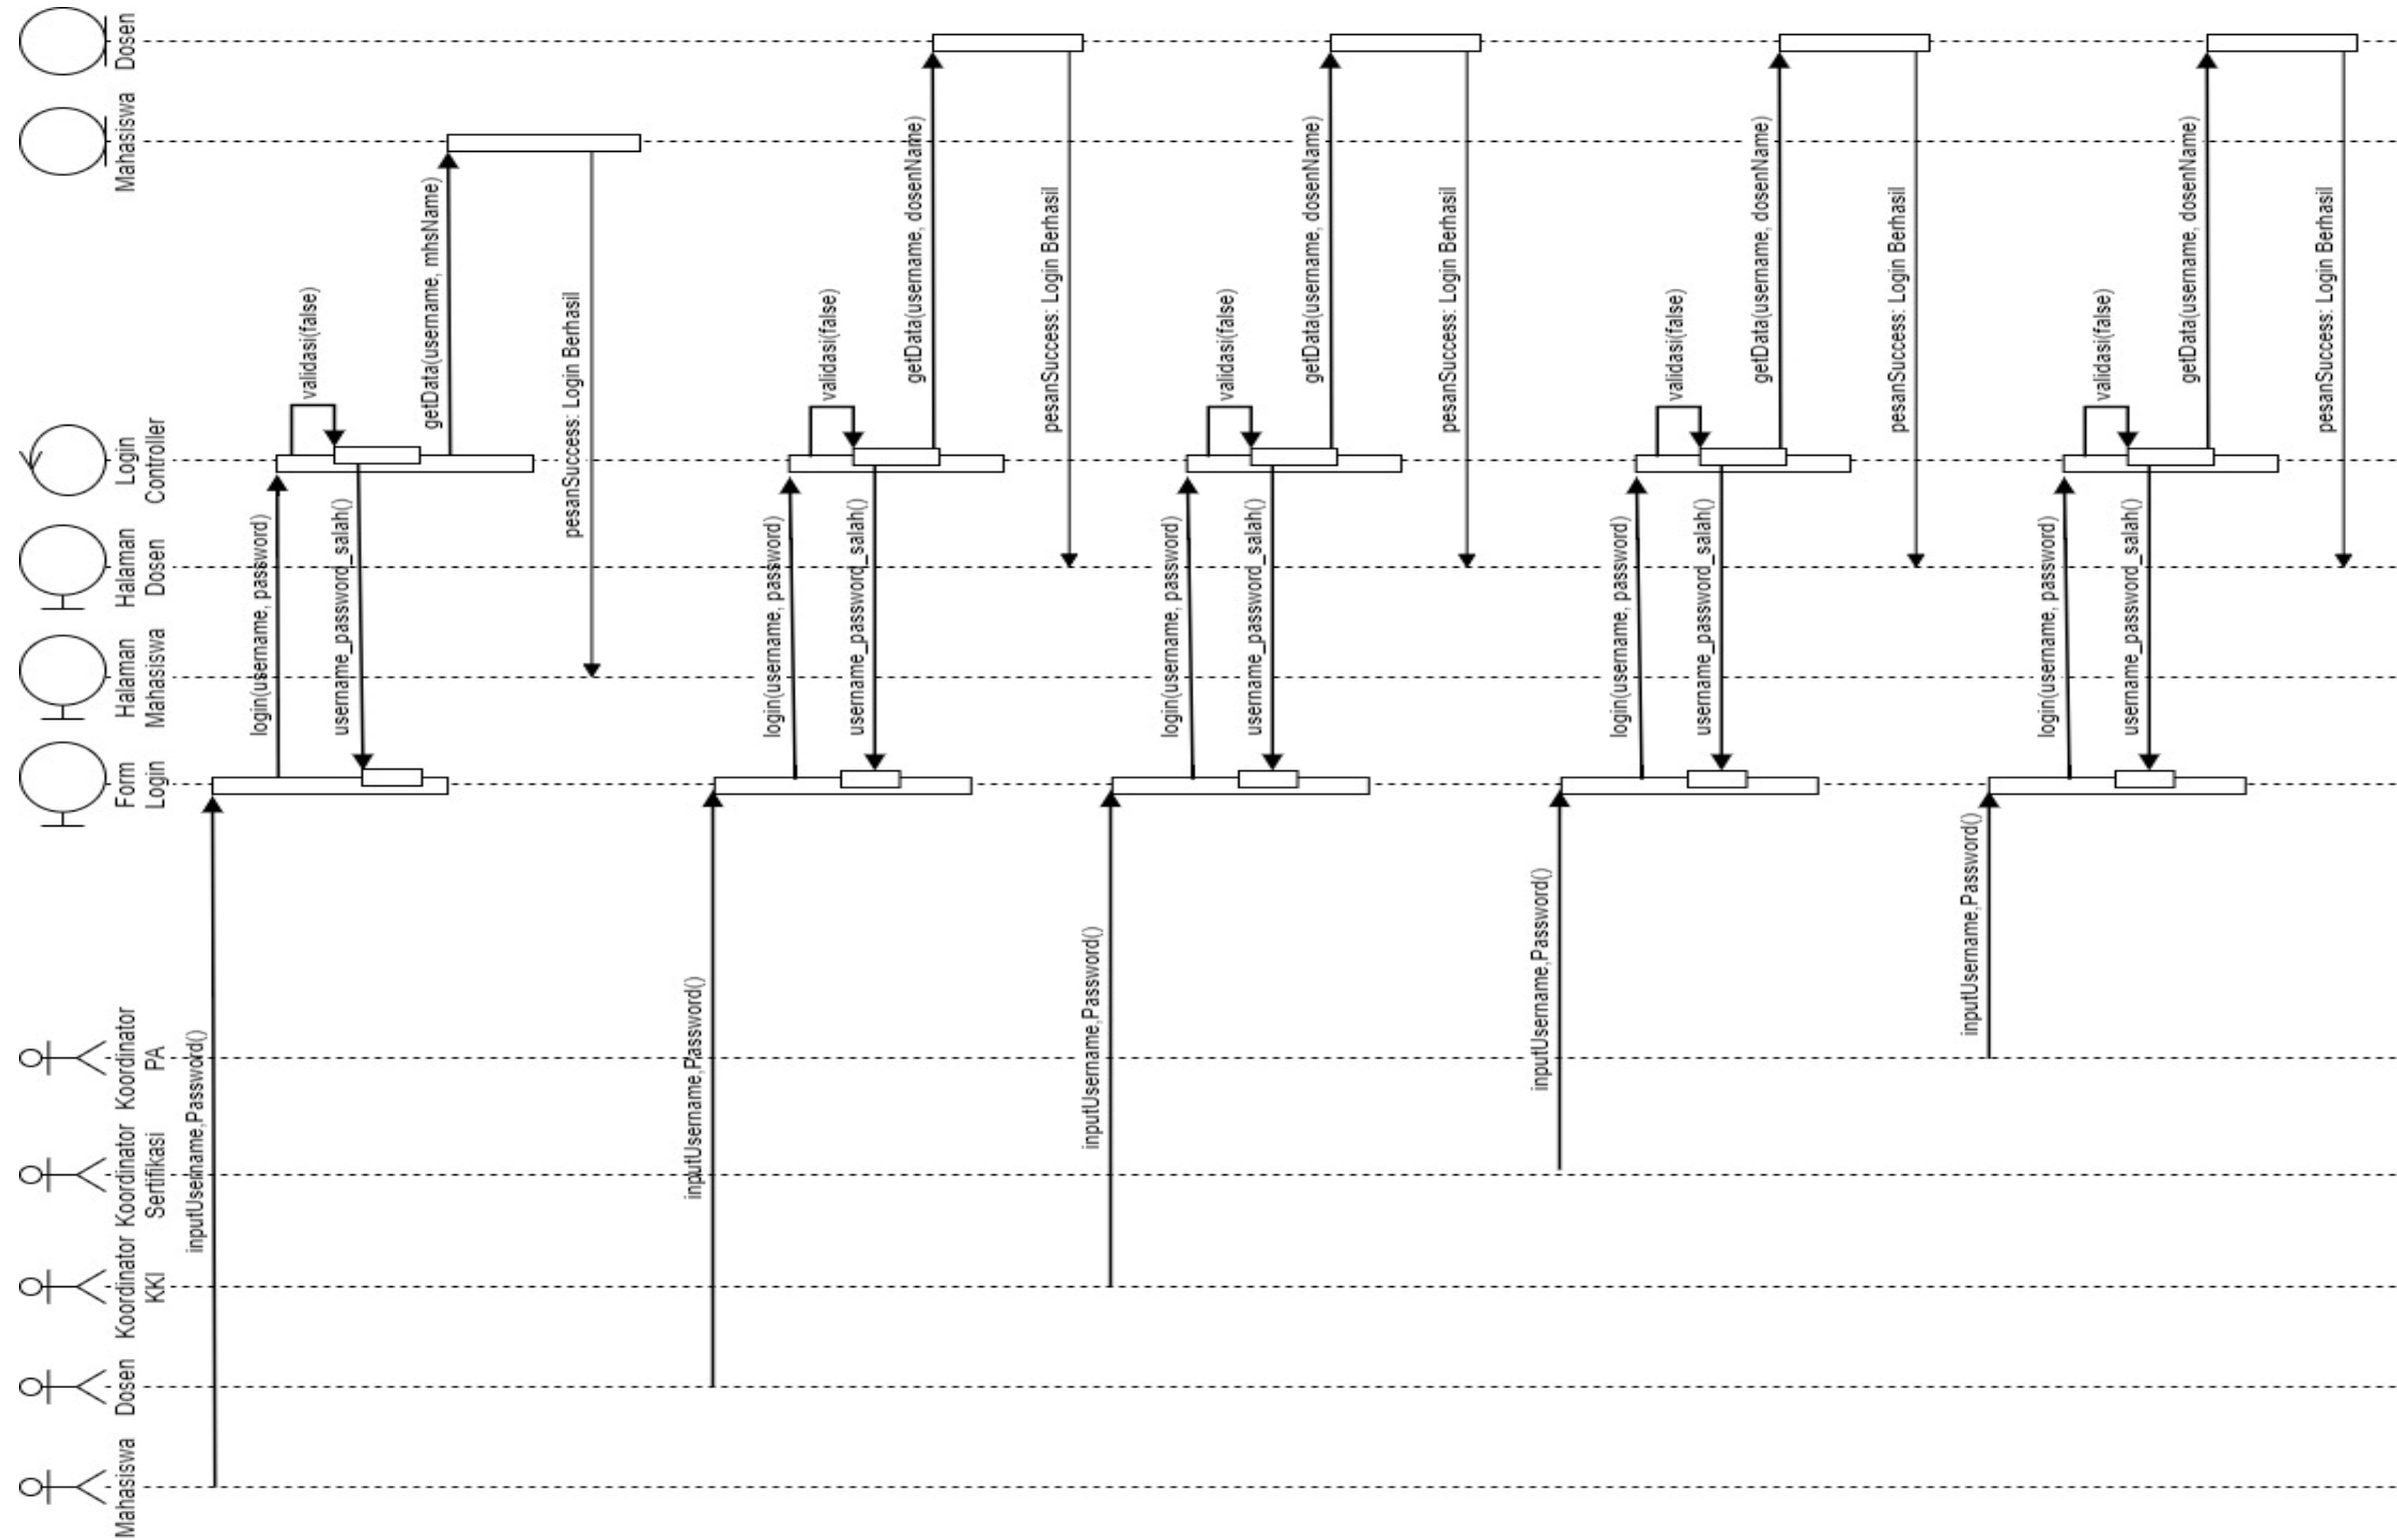 Mahasiswa
Dosen
Koordinator
KKI
Koordinator
Sertifikasi
Koordinator
PA
Form
Login
Halaman
Mahasiswa
Halaman
Dosen
Login
Controller
Mahasiswa
Dosen
inputUsername,Password()
login(username, password)
validasi(false)
username_password_salah()
getData(username, mhsName)
pesanSuccess: Login Berhasil
inputUsername,Password()
login(username, password)
validasi(false)
username_password_salah()
getData(username, dosenName)
pesanSuccess: Login Berhasil
inputUsername,Password()
login(username, password)
validasi(false)
username_password_salah()
getData(username, dosenName)
pesanSuccess: Login Berhasil
inputUsername,Password()
login(username, password)
validasi(false)
username_password_salah()
getData(username, dosenName)
pesanSuccess: Login Berhasil
inputUsername,Password()
login(username, password)
validasi(false)
username_password_salah()
getData(username, dosenName)
pesanSuccess: Login Berhasil